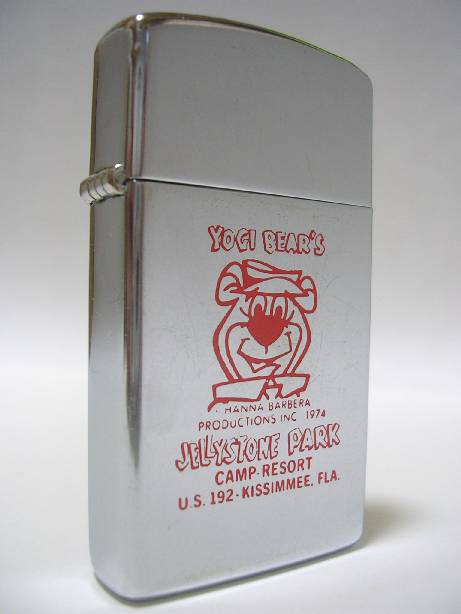 YOGI BEAR'S
HANNA BARBERA
PRODUCTIONS INC 1974
JELLYSTONE PARK
CAMP-RESORT
U.S. 192-KISSIMMEE, FLA.